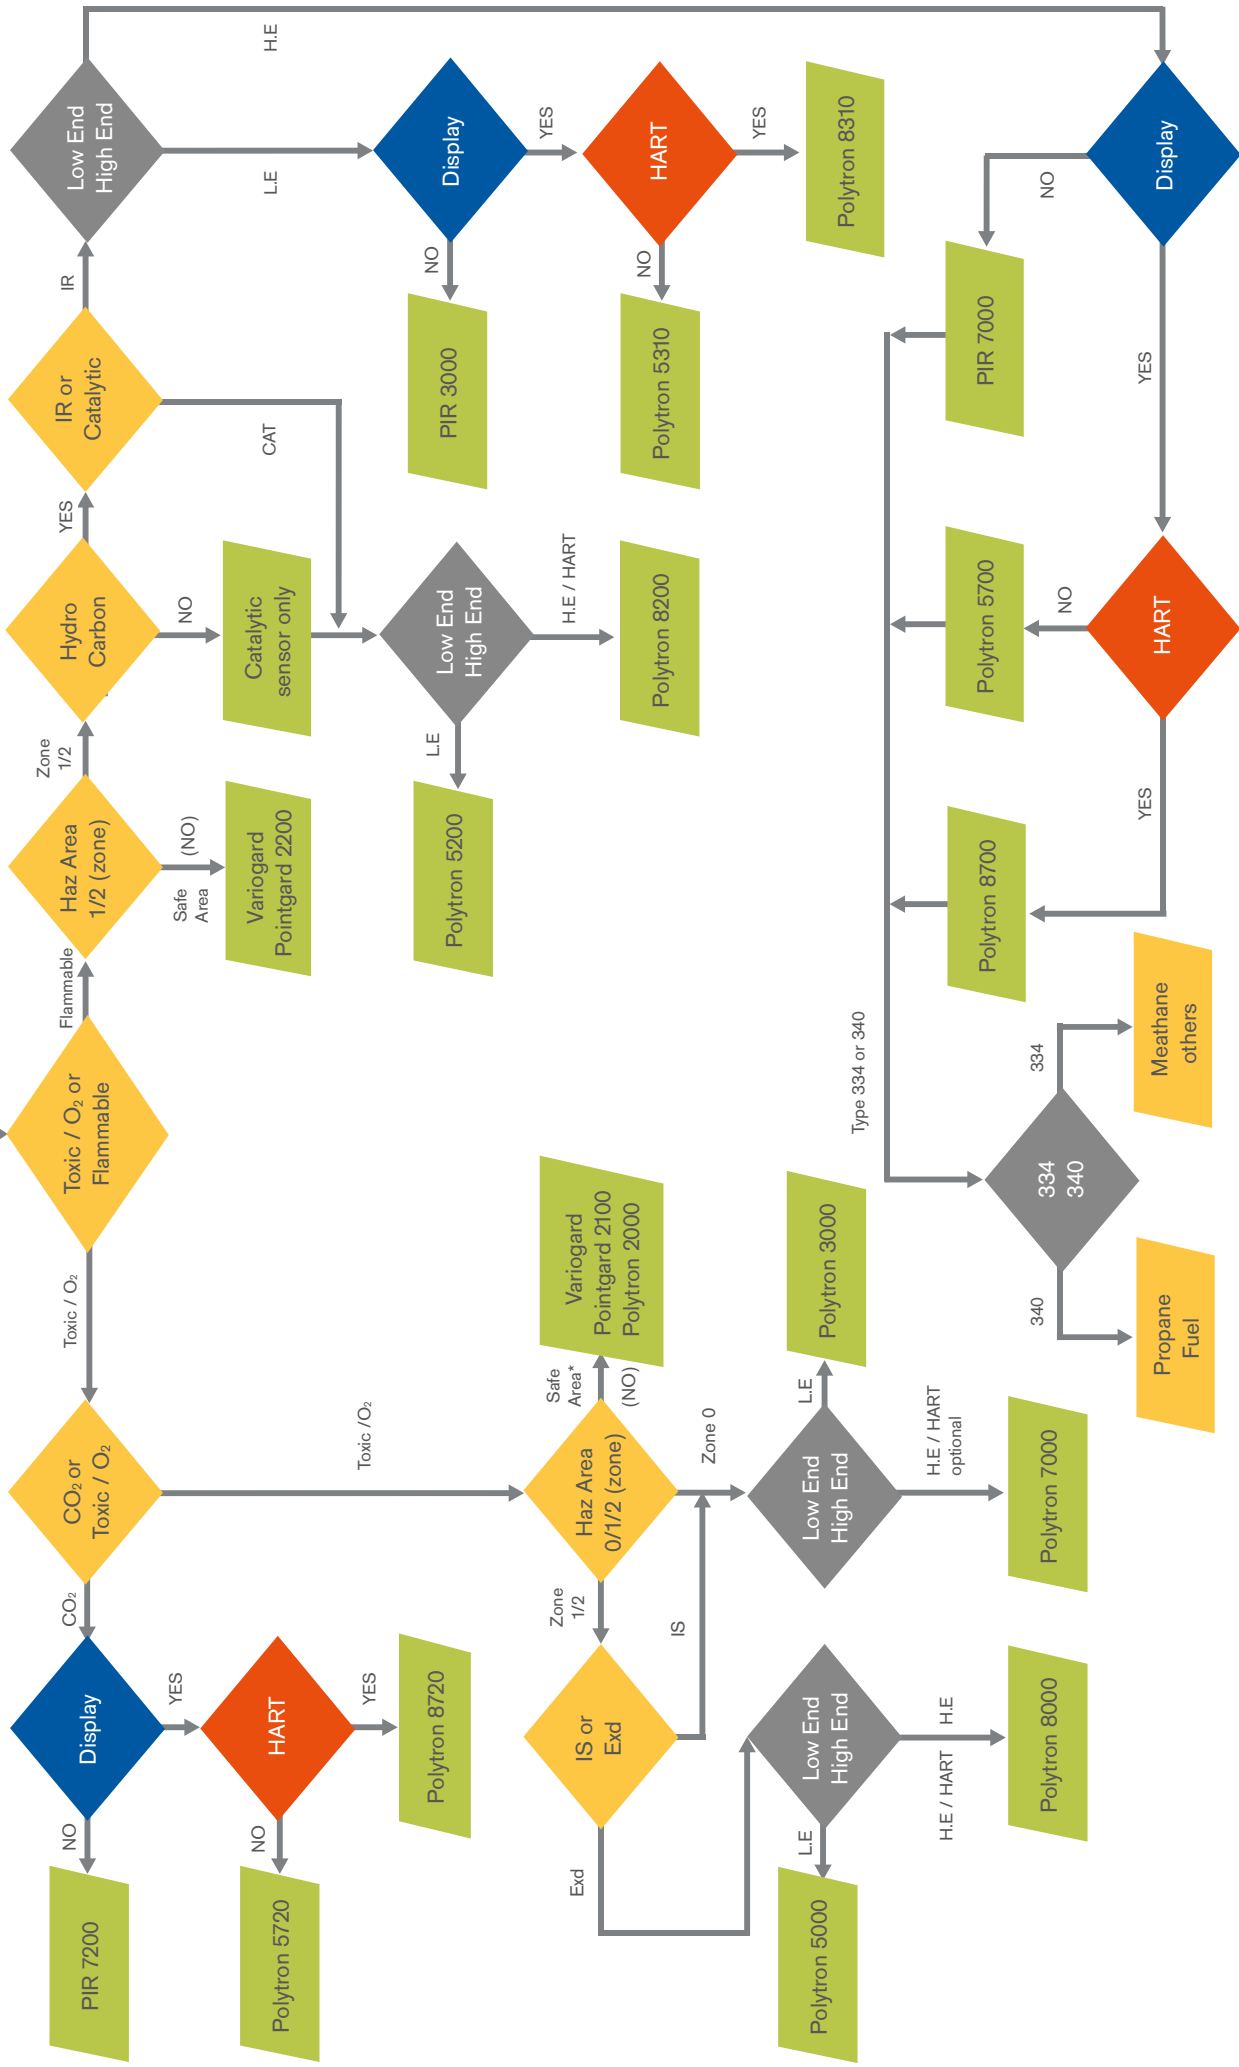 Toxic / O₂ or
Flammable
Toxic / O₂
Flammable
CO₂ or
Toxic / O₂
CO₂
Toxic /O₂
Display
NO
YES
PIR 7200
HART
NO
YES
Polytron 5720
Polytron 8720
Haz Area
0/1/2 (zone)
Zone
1/2
Safe
Area*
(NO)
Zone 0
Variogard
Pointgard 2100
Polytron 2000
IS or
Exd
IS
Exd
Low End
High End
L.E
H.E / HART
H.E
Polytron 5000
Polytron 8000
Low End
High End
L.E
H.E / HART
optional
Polytron 3000
Polytron 7000
Haz Area
1/2 (zone)
Zone
1/2
Safe
Area
(NO)
Variogard
Pointgard 2200
Hydro
Carbon
YES
NO
Catalytic
sensor only
IR or
Catalytic
IR
CAT
Low End
High End
L.E
H.E / HART
Polytron 5200
Polytron 8200
Low End
High End
L.E
H.E
Display
NO
YES
PIR 3000
HART
NO
YES
Polytron 5310
Polytron 8310
Display
NO
YES
PIR 7000
HART
NO
YES
Polytron 5700
Polytron 8700
Type 334 or 340
334
340
340
334
Propane
Fuel
Meathane
others